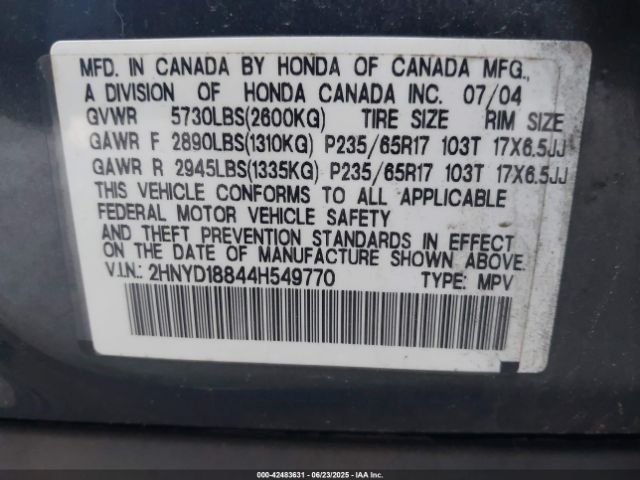 MFD. IN CANADA BY HONDA OF CANADA MFG.,
A DIVISION OF HONDA CANADA INC. 07/04
GVWR 5730LBS(2600KG) TIRE SIZE RIM SIZE
GAWR F 2890LBS(1310KG) P235/65R17 103T 17X6.5JJ
GAWR R 2945LBS(1335KG) P235/65R17 103T 17X6.5JJ
THIS VEHICLE CONFORMS TO ALL APPLICABLE
FEDERAL MOTOR VEHICLE SAFETY
AND THEFT PREVENTION STANDARDS IN EFFECT
ON THE DATE OF MANUFACTURE SHOWN ABOVE.
V.I.N.: 2HNYD18844H549770 TYPE: MPV
000-42483631 - 06/23/2025 - IAAI.COM